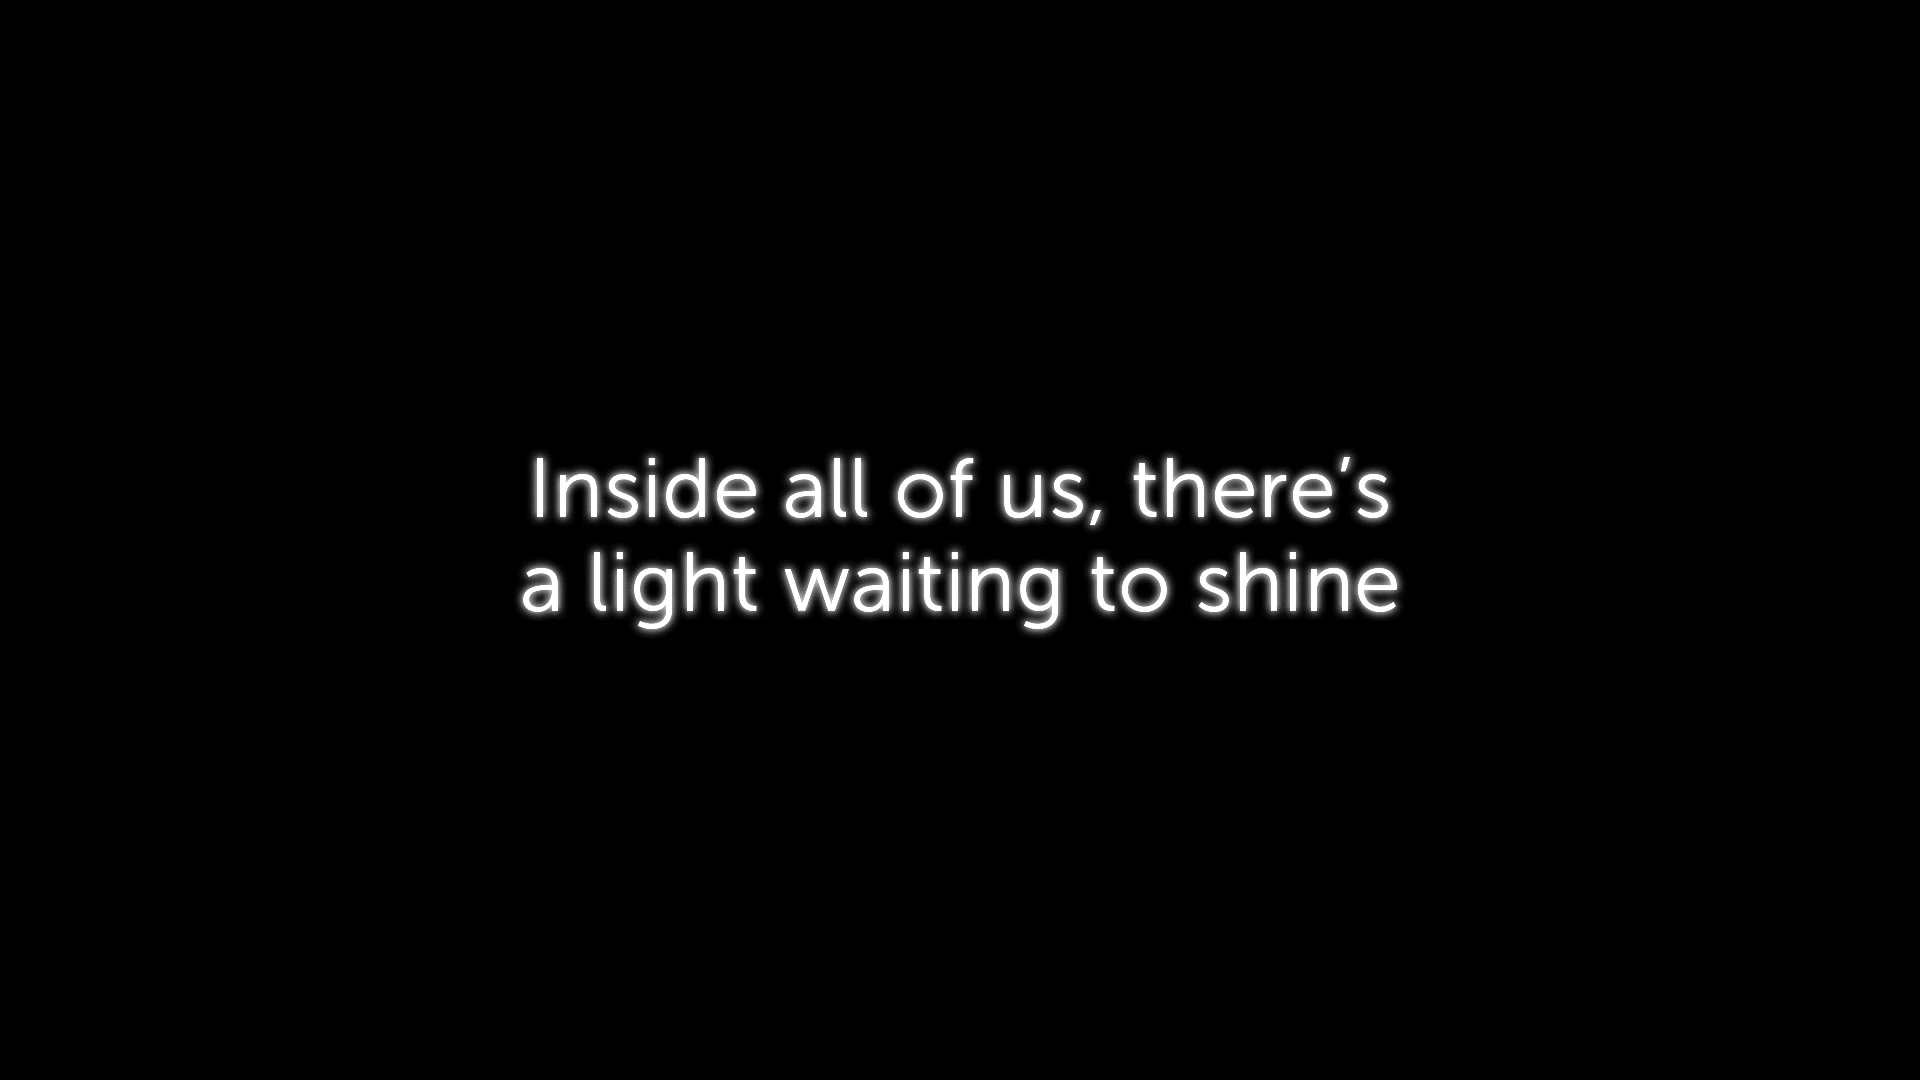 Inside all of us, there’s
a light waiting to shine